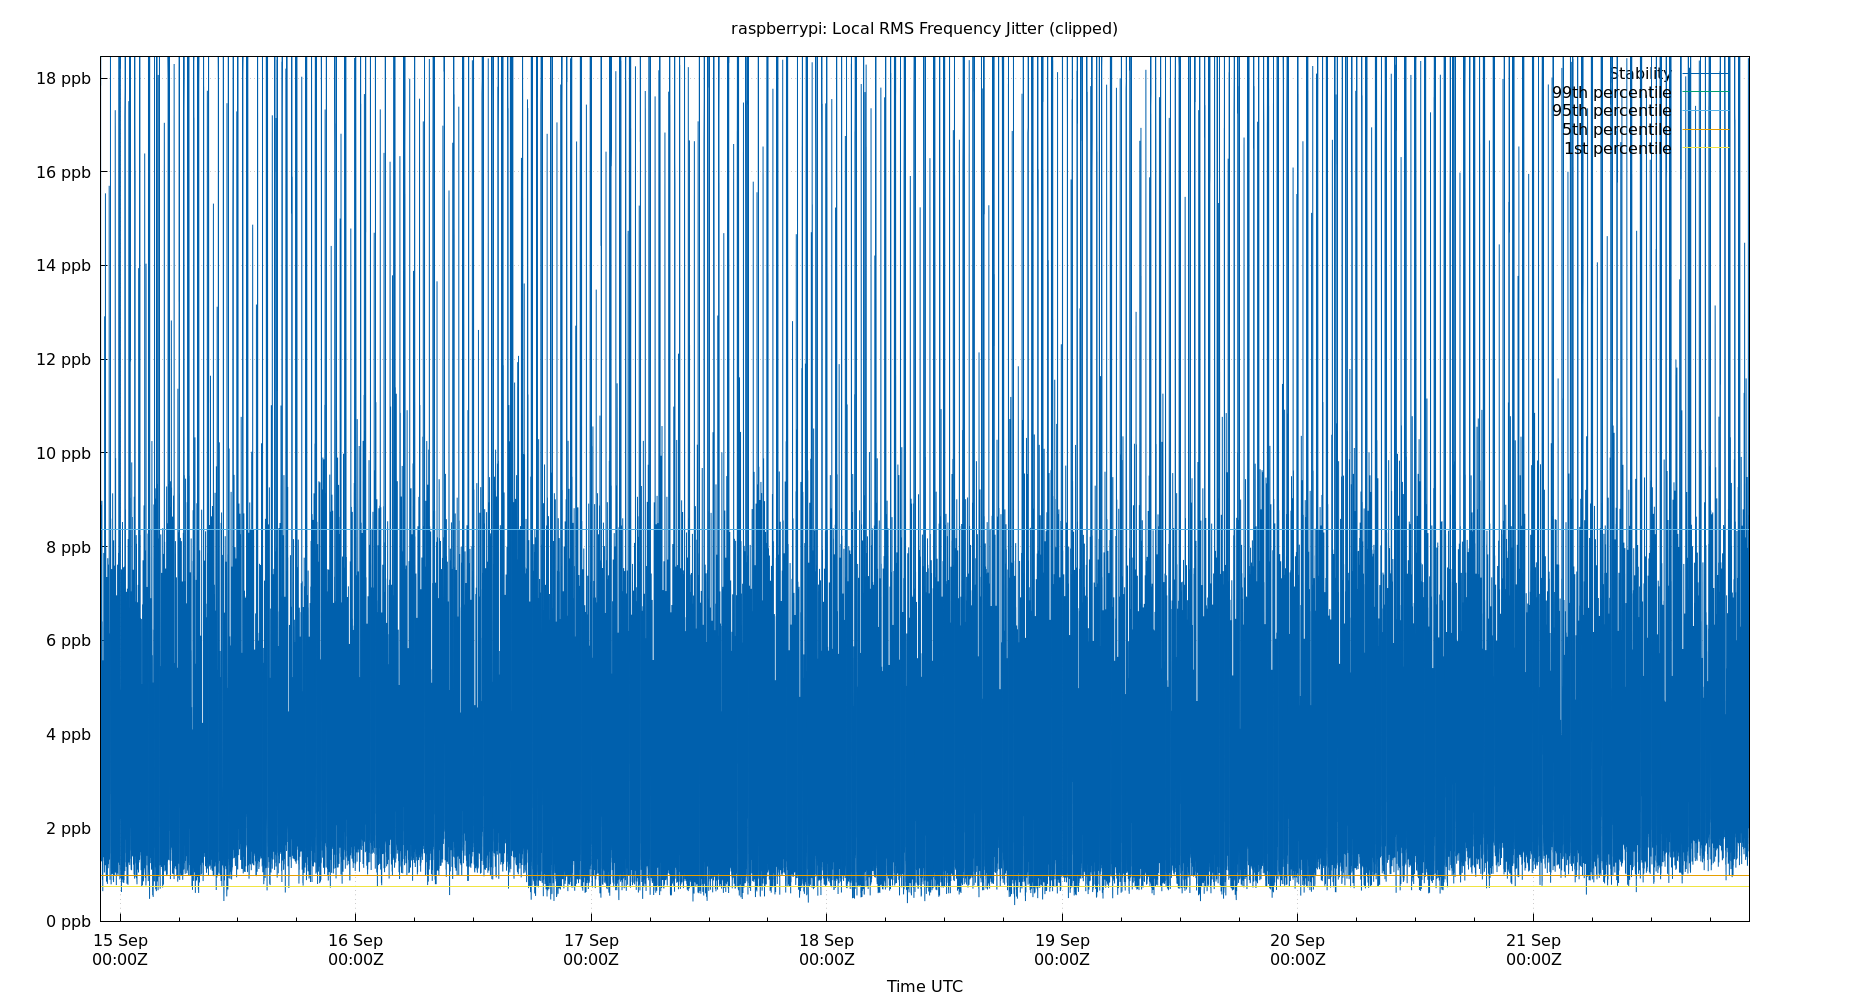 raspberrypi: Local RMS Frequency Jitter (clipped)
18 ppb
16 ppb
14 ppb
12 ppb
10 ppb
8 ppb
6 ppb
4 ppb
2 ppb
0 ppb
Stability
99th percentile
95th percentile
5th percentile
1st percentile
15 Sep 16 Sep 17 Sep 18 Sep 19 Sep 20 Sep 21 Sep
00:00Z 00:00Z 00:00Z 00:00Z 00:00Z 00:00Z 00:00Z
Time UTC